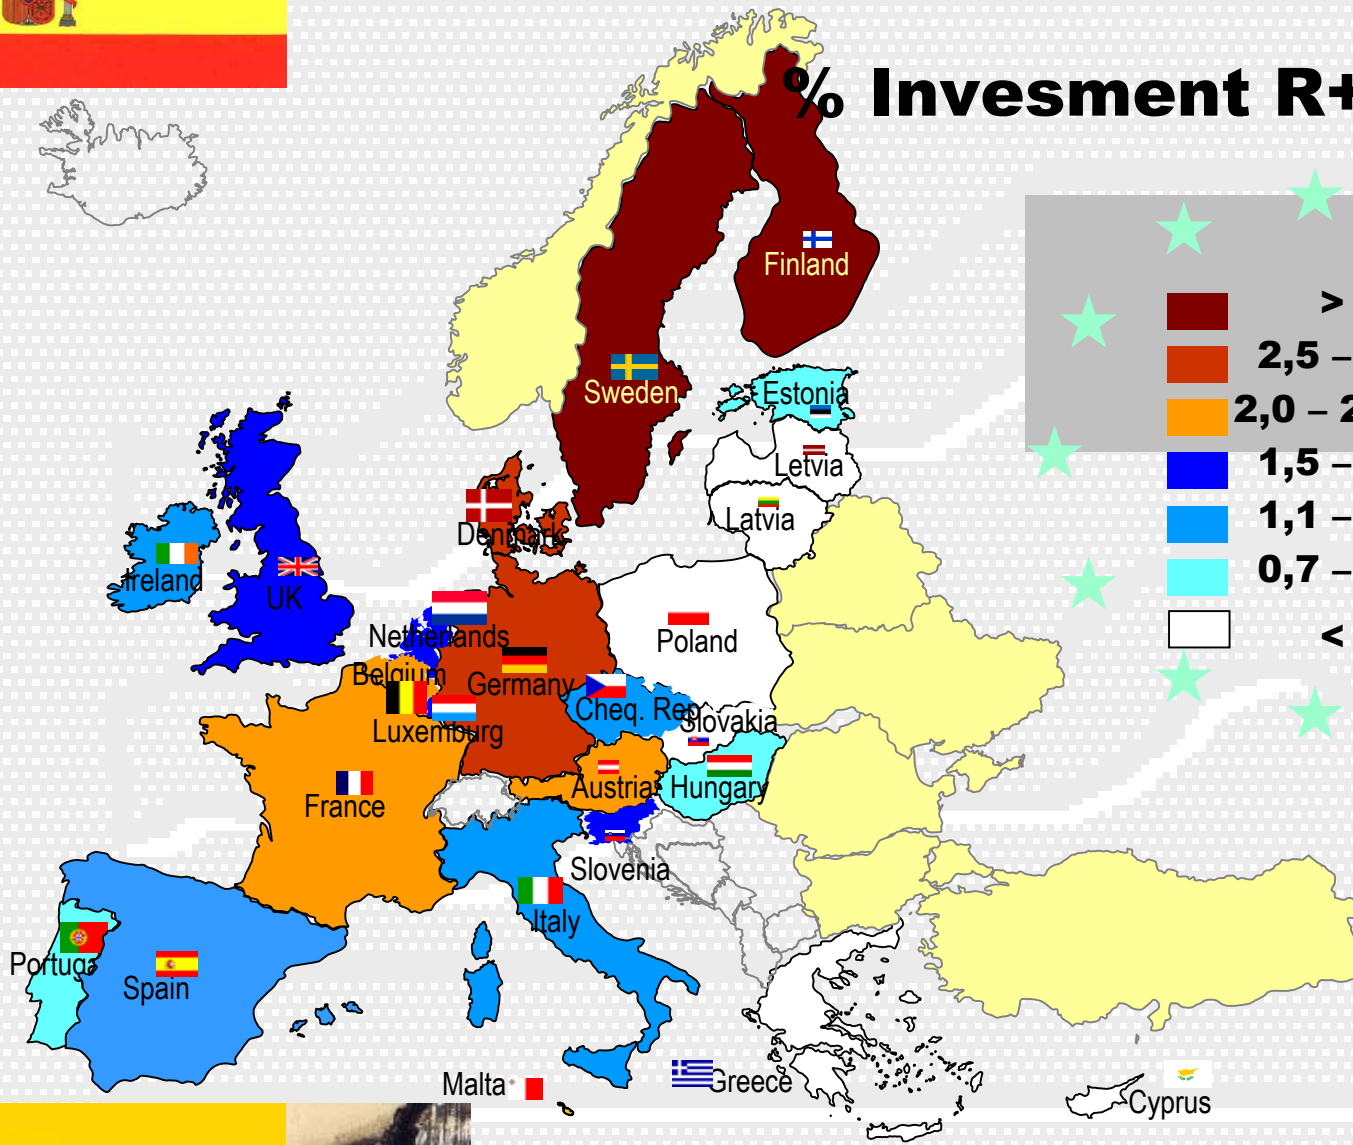 % Invesment R+
>
2,5 –
2,0 – 2
1,5 –
1,1 –
0,7 –
<
Finland
Sweden
Estonia
Letvia
Latvia
Denmark
Ireland
UK
Netherlands
Poland
Belgium
Germany
Cheq. Rep
Slovakia
Luxemburg
Austria
Hungary
France
Slovenia
Italy
Portuga
Spain
Malta
Greece
Cyprus